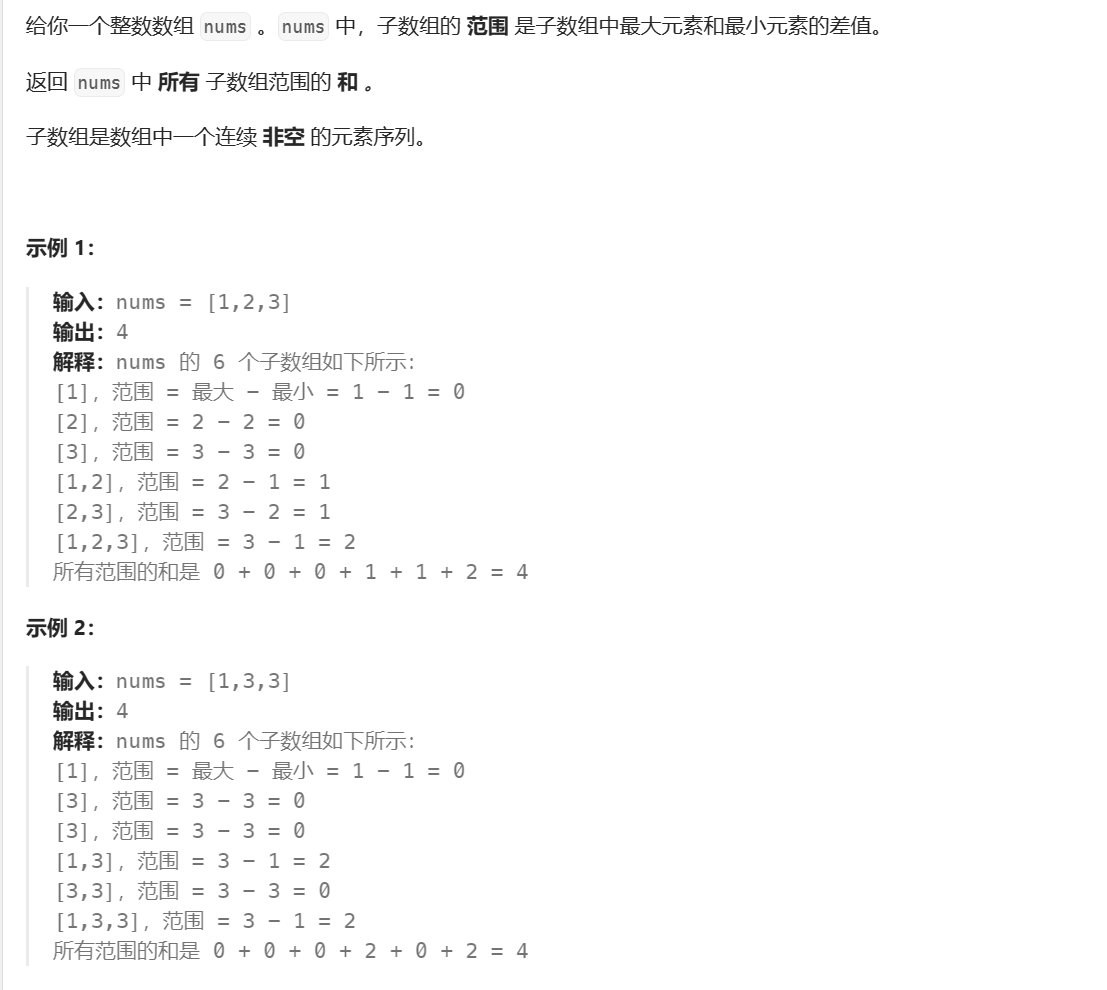 给你一个整数数组 nums 。nums 中，子数组的 范围 是子数组中最大元素和最小元素的差值。
返回 nums 中 所有 子数组范围的 和 。
子数组是数组中一个连续 非空 的元素序列。
示例 1：
输入：nums = [1,2,3]
输出：4
解释：nums 的 6 个子数组如下所示：
[1]，范围 = 最大 - 最小 = 1 - 1 = 0
[2]，范围 = 2 - 2 = 0
[3]，范围 = 3 - 3 = 0
[1,2]，范围 = 2 - 1 = 1
[2,3]，范围 = 3 - 2 = 1
[1,2,3]，范围 = 3 - 1 = 2
所有范围的和是 0 + 0 + 0 + 1 + 1 + 2 = 4
示例 2：
输入：nums = [1,3,3]
输出：4
解释：nums 的 6 个子数组如下所示：
[1]，范围 = 最大 - 最小 = 1 - 1 = 0
[3]，范围 = 3 - 3 = 0
[3]，范围 = 3 - 3 = 0
[1,3]，范围 = 3 - 1 = 2
[3,3]，范围 = 3 - 3 = 0
[1,3,3]，范围 = 3 - 1 = 2
所有范围的和是 0 + 0 + 0 + 2 + 0 + 2 = 4